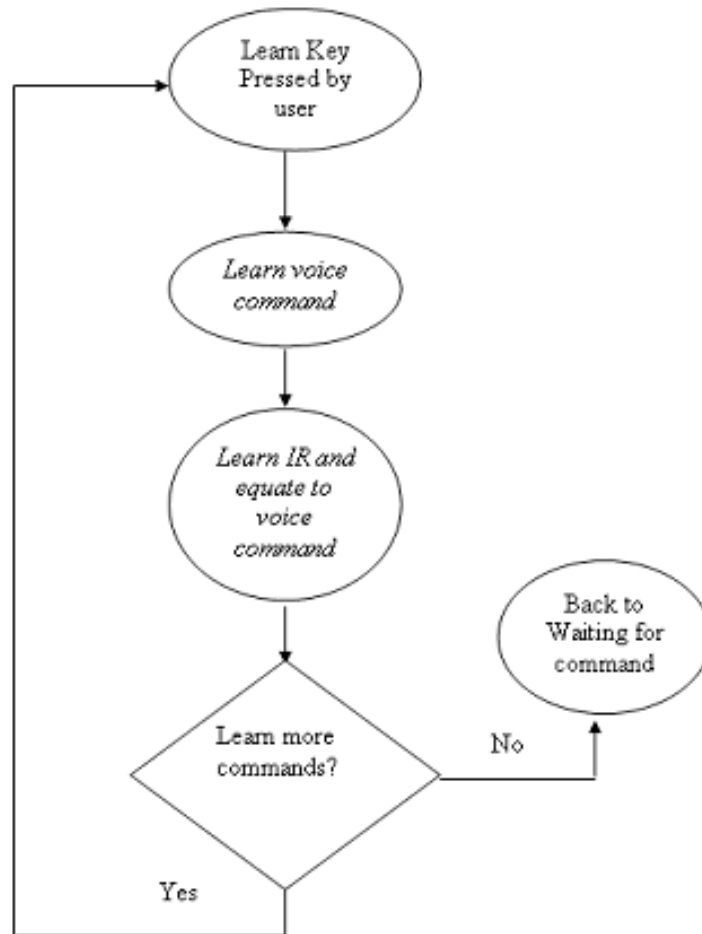 Learn Key
Pressed by
user
Learn voice
command
Learn IR and
equate to
voice
command
Back to
Waiting for
command
Learn more
commands?
No
Yes